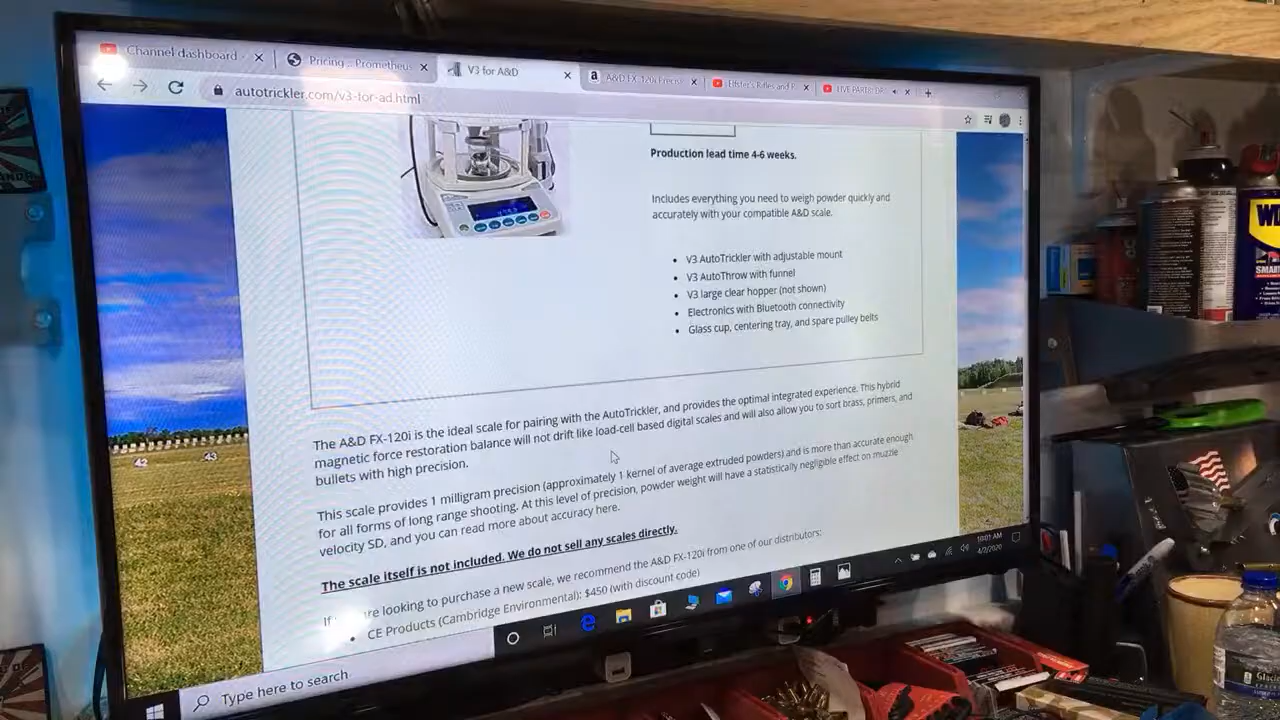 Channel dashboard
Pricing - Prometheus
V3 for A&D
A&D FX-120i Precis
autotrickler.com/v3-for-ad.html
Production lead time 4-6 weeks.
Includes everything you need to weigh powder quickly and
accurately with your compatible A&D scale.
• V3 AutoTrickler with adjustable mount
• V3 AutoThrow with funnel
• V3 large clear hopper (not shown)
• Electronics with Bluetooth connectivity
• Glass cup, centering tray, and spare pulley belts
The A&D FX-120i is the ideal scale for pairing with the AutoTrickler, and provides the optimal integrated experience. This hybrid
magnetic force restoration balance will not drift like load-cell based digital scales and will also allow you to sort brass, primers, and
bullets with high precision.
This scale provides 1 milligram precision (approximately 1 kernel of average extruded powders) and is more than accurate enough
for all forms of long range shooting. At this level of precision, powder weight will have a statistically negligible effect on muzzle
velocity SD, and you can read more about accuracy here.
The scale itself is not included. We do not sell any scales directly.
re looking to purchase a new scale, we recommend the A&D FX-120i from one of our distributors:
• CE Products (Cambridge Environmental): $450 (with discount code)
42
43
Type here to search
10:01 AM
4/2/2020